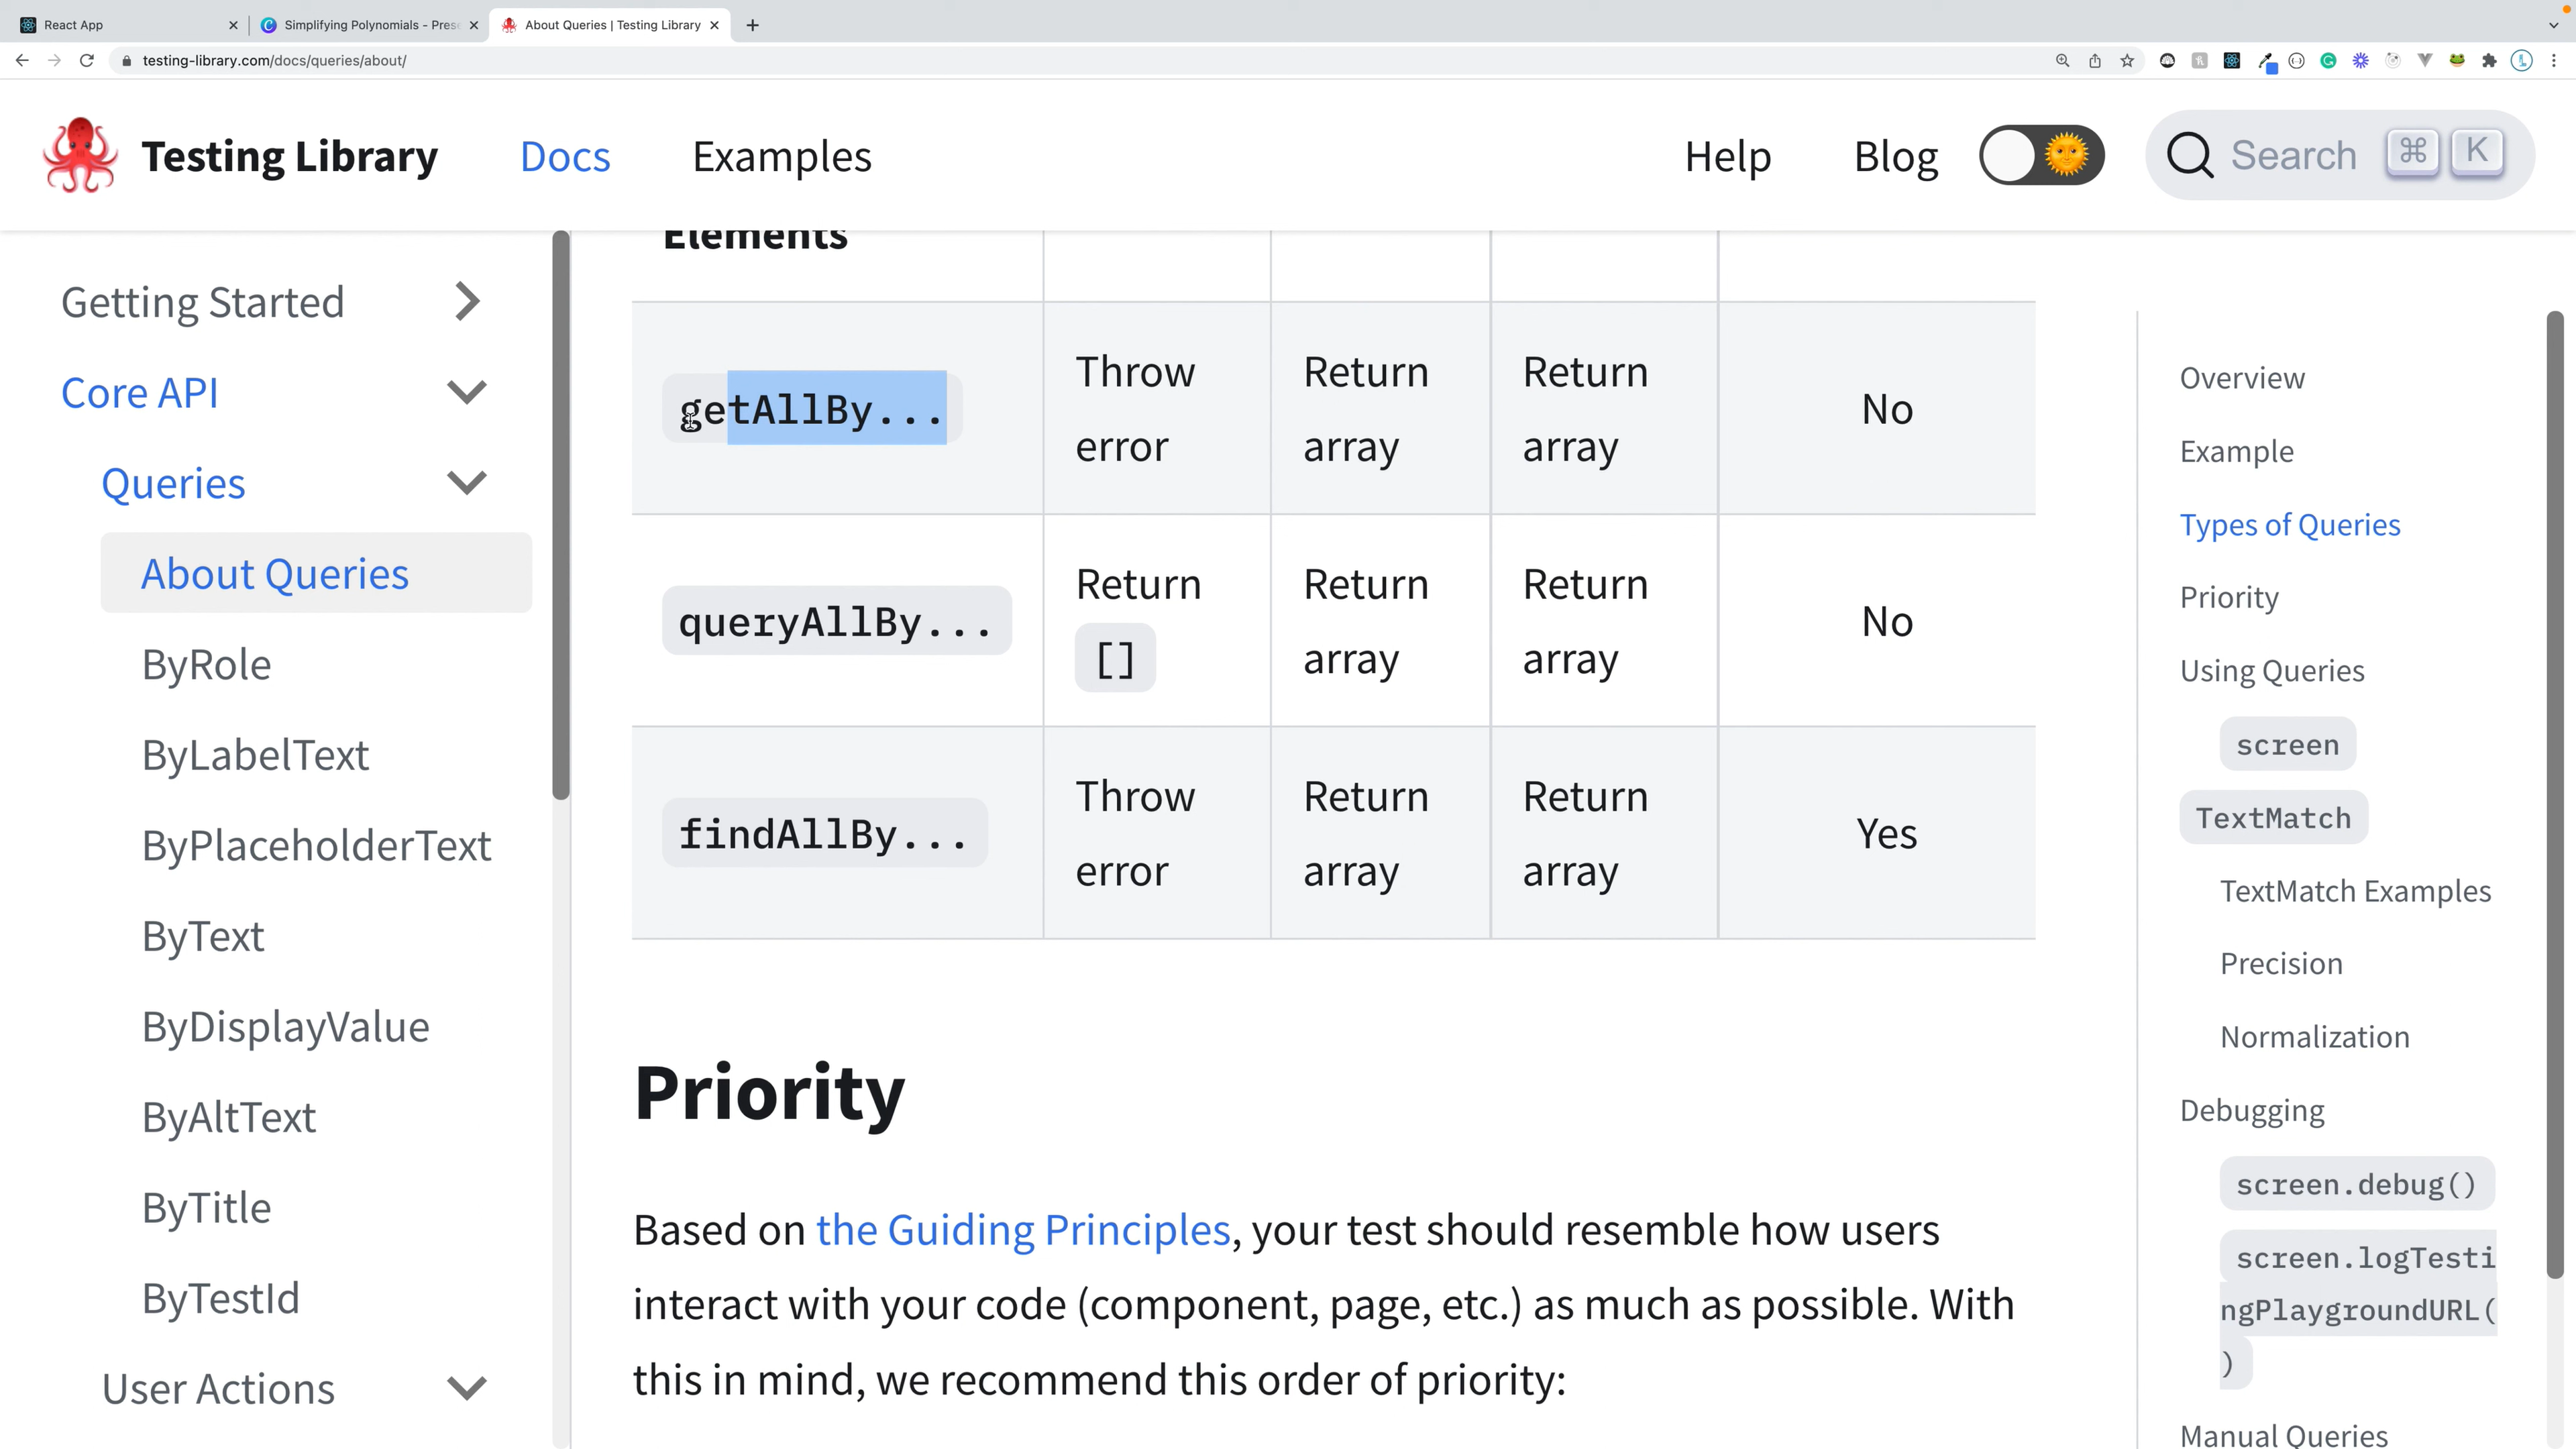 React App
Simplifying Polynomials - Prese
About Queries | Testing Library
testing-library.com/docs/queries/about/
Testing Library
Docs
Examples
Help
Blog
Search
⌘ K
Getting Started
Core API
Queries
About Queries
ByRole
ByLabelText
ByPlaceholderText
ByText
ByDisplayValue
ByAltText
ByTitle
ByTestId
User Actions
Elements
getAllBy...
Throw
error
Return
array
Return
array
No
queryAllBy...
Return
[]
Return
array
Return
array
No
findAllBy...
Throw
error
Return
array
Return
array
Yes
Priority
Based on the Guiding Principles, your test should resemble how users
interact with your code (component, page, etc.) as much as possible. With
this in mind, we recommend this order of priority:
Overview
Example
Types of Queries
Priority
Using Queries
screen
TextMatch
TextMatch Examples
Precision
Normalization
Debugging
screen.debug()
screen.logTesti
ngPlaygroundURL(
)
Manual Queries